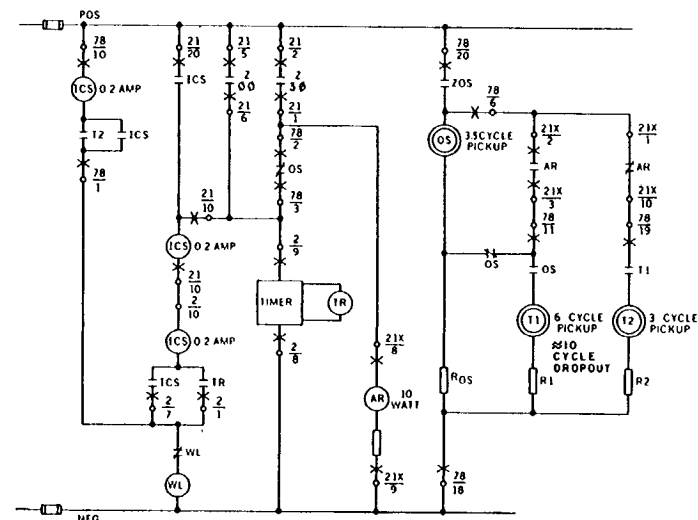 POS
78/10
ICS 0.2 AMP
T2 ICS
78/1
21/20
ICS
21/5
2
ØØ
21/6
21/2
2
3Ø
21/1
78/2
OS
78/3
21/10
2/9
ICS 0.2 AMP
21/10
2/10
ICS 0.2 AMP
ICS TR
2/7 2/1
WL
WL
TIMER TR
2/8
21X/8
AR 10 WATT
21X/9
78/20
ZOS
78/6
OS 3.5 CYCLE PICKUP
21X/2
AR
21X/3
78/11
OS
OS
T1 6 CYCLE PICKUP
≈10 CYCLE DROPOUT
ROS
R1
21X/1
AR
21X/10
78/19
T1
T2 3 CYCLE PICKUP
R2
78/18
NEG